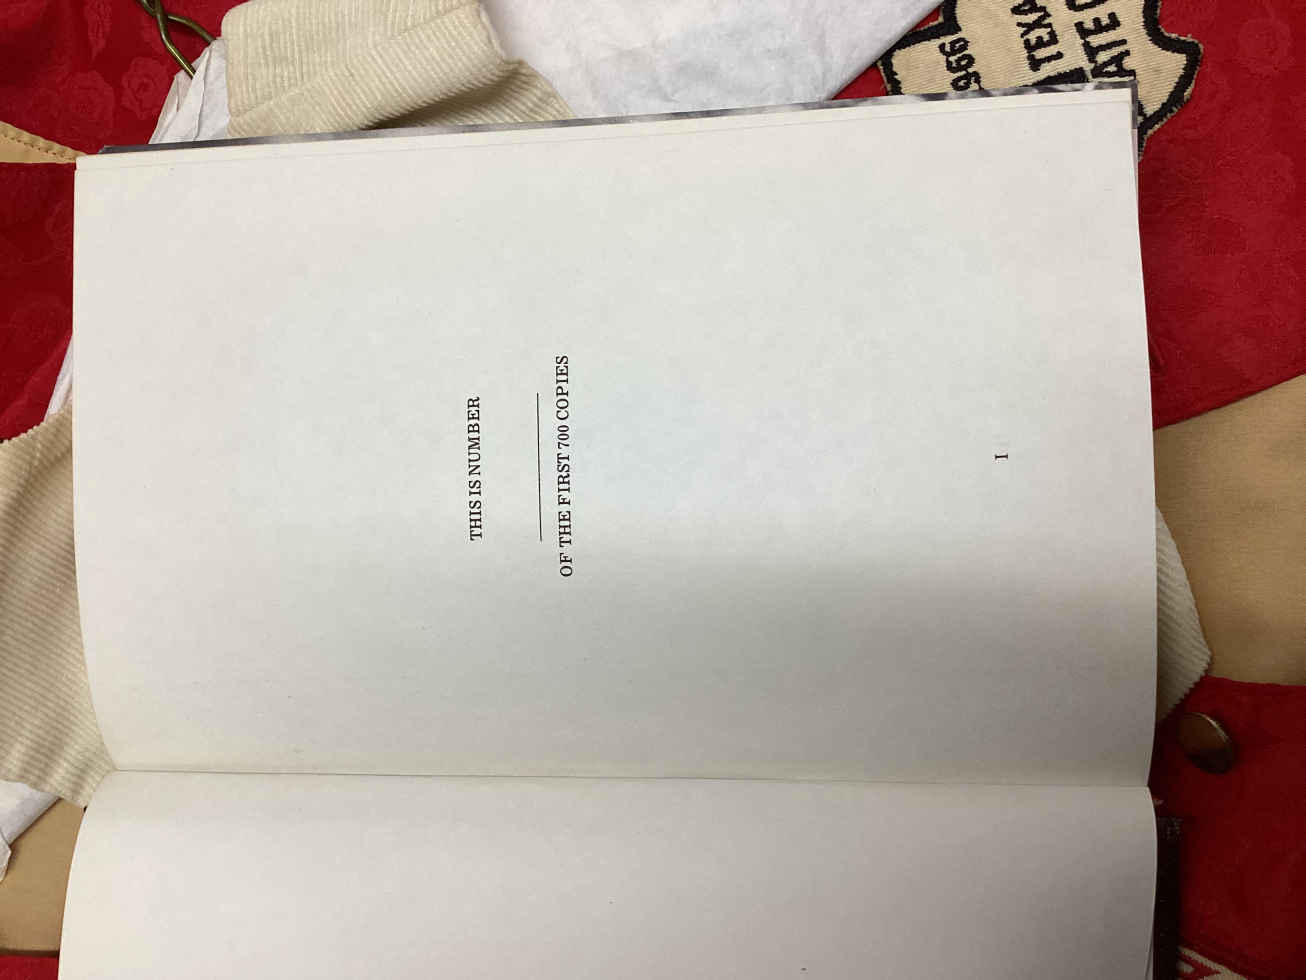 THIS IS NUMBER
OF THE FIRST 700 COPIES
I
966
TEXA
ATE